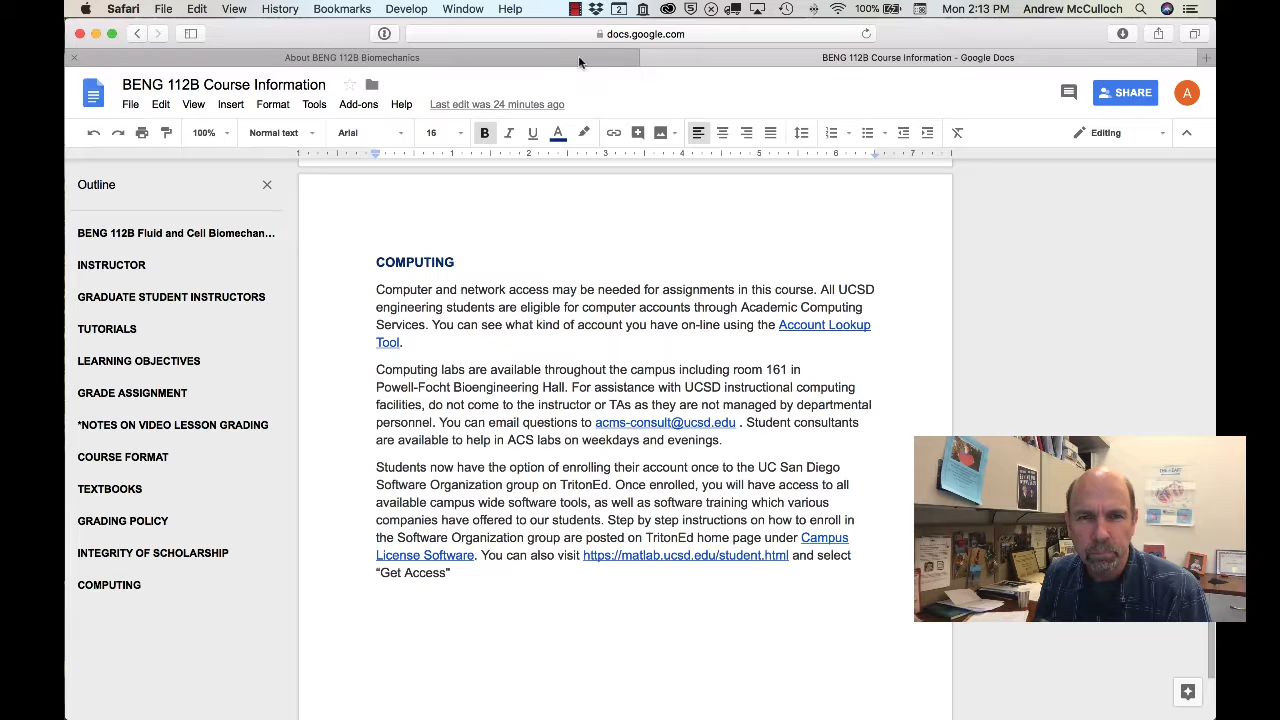 Safari File Edit View History Bookmarks Develop Window Help 100% Mon 2:13 PM Andrew McCulloch
docs.google.com
About BENG 112B Biomechanics
BENG 112B Course Information - Google Docs
BENG 112B Course Information
File Edit View Insert Format Tools Add-ons Help Last edit was 24 minutes ago
SHARE
A
100% Normal text Arial 16 B I U A Editing
1 1 2 3 4 5 6 7
Outline
BENG 112B Fluid and Cell Biomechan...
INSTRUCTOR
GRADUATE STUDENT INSTRUCTORS
TUTORIALS
LEARNING OBJECTIVES
GRADE ASSIGNMENT
*NOTES ON VIDEO LESSON GRADING
COURSE FORMAT
TEXTBOOKS
GRADING POLICY
INTEGRITY OF SCHOLARSHIP
COMPUTING
COMPUTING
Computer and network access may be needed for assignments in this course. All UCSD
engineering students are eligible for computer accounts through Academic Computing
Services. You can see what kind of account you have on-line using the Account Lookup
Tool.
Computing labs are available throughout the campus including room 161 in
Powell-Focht Bioengineering Hall. For assistance with UCSD instructional computing
facilities, do not come to the instructor or TAs as they are not managed by departmental
personnel. You can email questions to acms-consult@ucsd.edu . Student consultants
are available to help in ACS labs on weekdays and evenings.
Students now have the option of enrolling their account once to the UC San Diego
Software Organization group on TritonEd. Once enrolled, you will have access to all
available campus wide software tools, as well as software training which various
companies have offered to our students. Step by step instructions on how to enroll in
the Software Organization group are posted on TritonEd home page under Campus
License Software. You can also visit https://matlab.ucsd.edu/student.html and select
“Get Access”